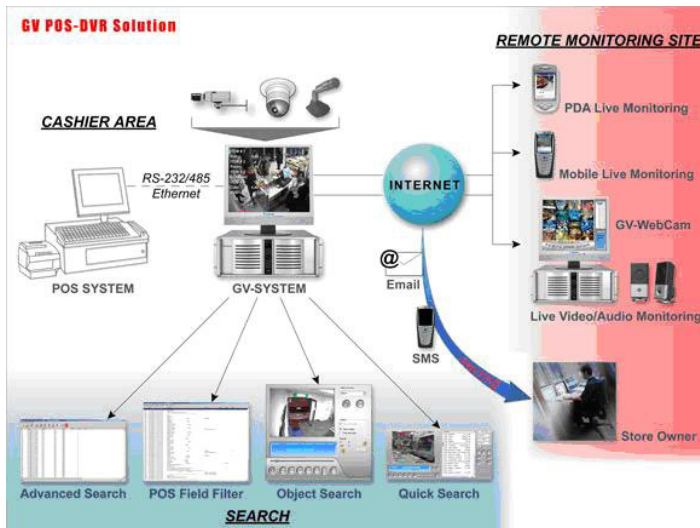 GV POS-DVR Solution
REMOTE MONITORING SITE
CASHIER AREA
PDA Live Monitoring
RS-232/485
Ethernet
INTERNET
Mobile Live Monitoring
GV-WebCam
@
Email
POS SYSTEM
GV-SYSTEM
Live Video/Audio Monitoring
SMS
Store Owner
Advanced Search
POS Field Filter
Object Search
Quick Search
SEARCH